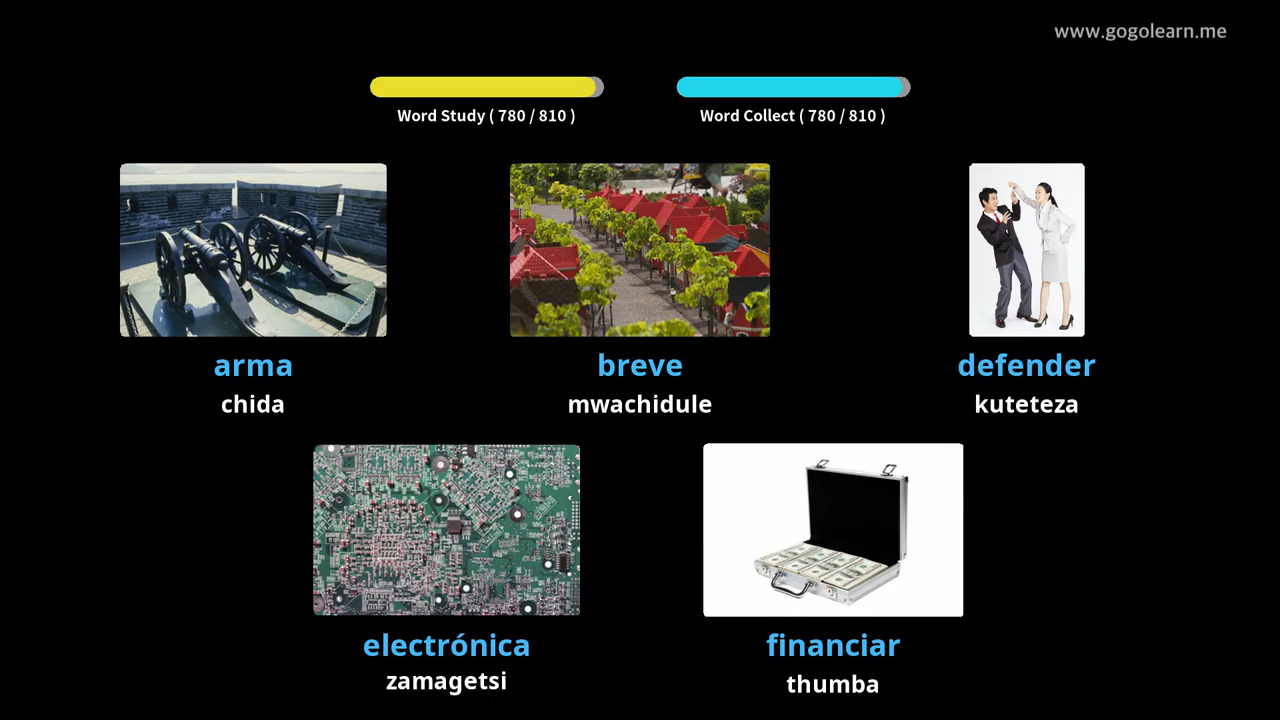 www.gogolearn.me
Word Study ( 780 / 810 )
Word Collect ( 780 / 810 )
arma
chida
breve
mwachidule
defender
kuteteza
electrónica
zamagetsi
financiar
thumba